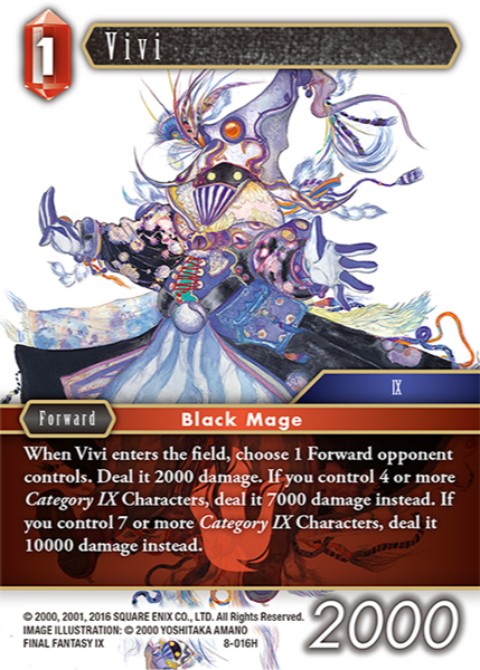 1
Vivi
IX
Forward
Black Mage
When Vivi enters the field, choose 1 Forward opponent
controls. Deal it 2000 damage. If you control 4 or more
Category IX Characters, deal it 7000 damage instead. If
you control 7 or more Category IX Characters, deal it
10000 damage instead.
© 2000, 2001, 2016 SQUARE ENIX CO., LTD. All Rights Reserved.
IMAGE ILLUSTRATION: © 2000 YOSHITAKA AMANO
FINAL FANTASY IX
8-016H
2000